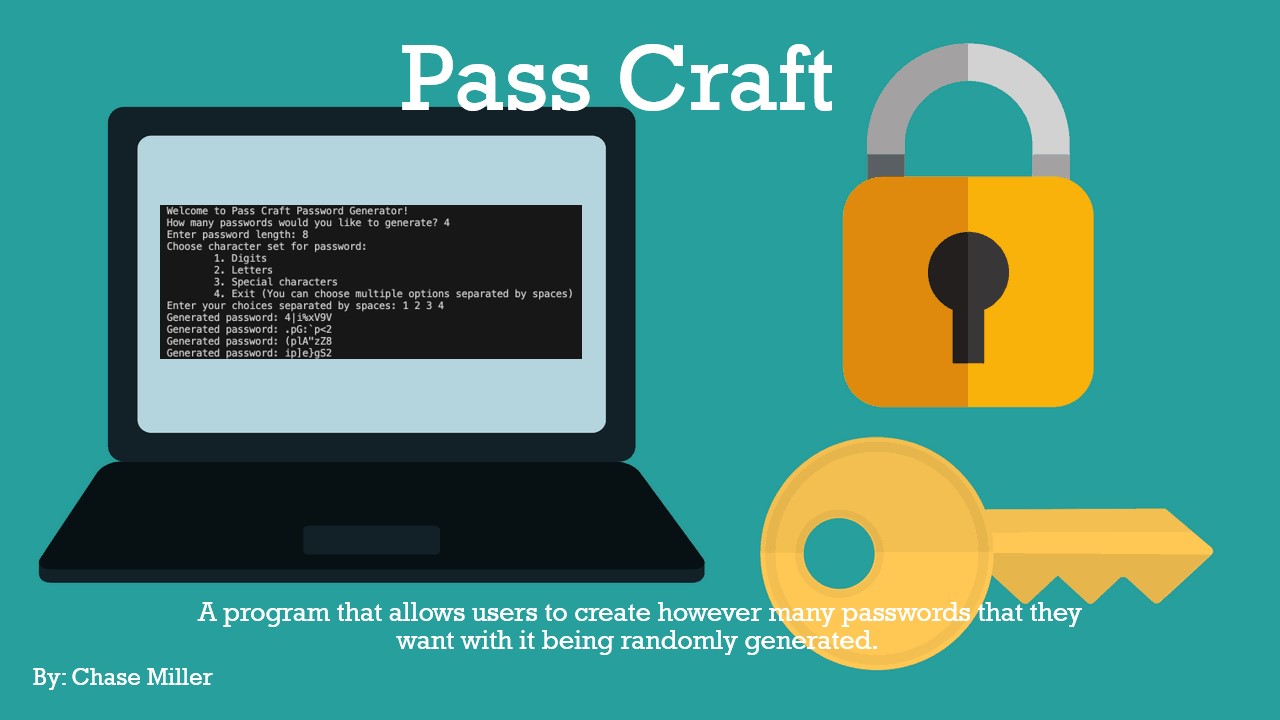 Pass Craft
Welcome to Pass Craft Password Generator!
How many passwords would you like to generate? 4
Enter password length: 8
Choose character set for password:
1. Digits
2. Letters
3. Special characters
4. Exit (You can choose multiple options separated by spaces)
Enter your choices separated by spaces: 1 2 3 4
Generated password: 4|i%xV9V
Generated password: .pG:`p<2
Generated password: (plA"zZ8
Generated password: ip]e}gS2
A program that allows users to create however many passwords that they
want with it being randomly generated.
By: Chase Miller